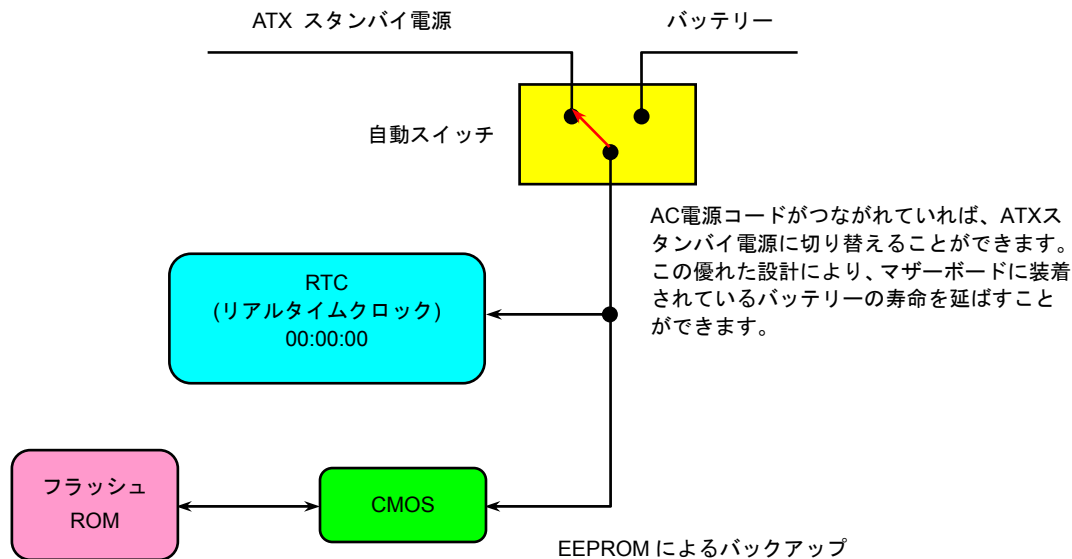 ATX スタンバイ電源
バッテリー
自動スイッチ
AC電源コードがつながれていれば、ATXス
タンバイ電源に切り替えることができます。
この優れた設計により、マザーボードに装着
されているバッテリーの寿命を延ばすこと
ができます。
RTC
(リアルタイムクロック)
00:00:00
フラッシュ
ROM
CMOS
EEPROM によるバックアップ